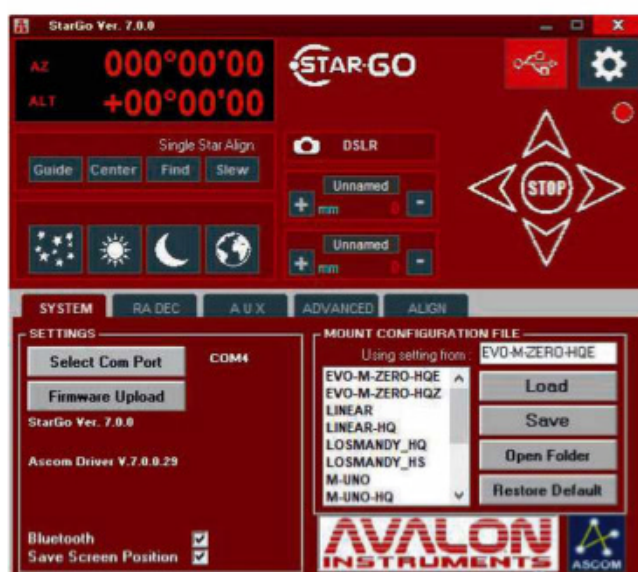 StarGo Ver. 7.0.0
AZ 000°00'00
ALT +00°00'00
STAR-GO
Single Star Align
Guide Center Find Slew
DSLR
Unnamed
+ mm 0 -
Unnamed
+ mm 0 -
STOP
SYSTEM RA DEC AUX ADVANCED ALIGN
SETTINGS
Select Com Port COM4
Firmware Upload
StarGo Ver. 7.0.0
Ascom Driver V.7.0.0.29
Bluetooth
Save Screen Position
MOUNT CONFIGURATION FILE
Using setting from : EVO-M-ZERO-HQE
EVO-M-ZERO-HQE
EVO-M-ZERO-HQZ
LINEAR
LINEAR-HQ
LOSMANDY_HQ
LOSMANDY_HS
M-UNO
M-UNO-HQ
Load
Save
Open Folder
Restore Default
AVALON
INSTRUMENTS
ASCOM